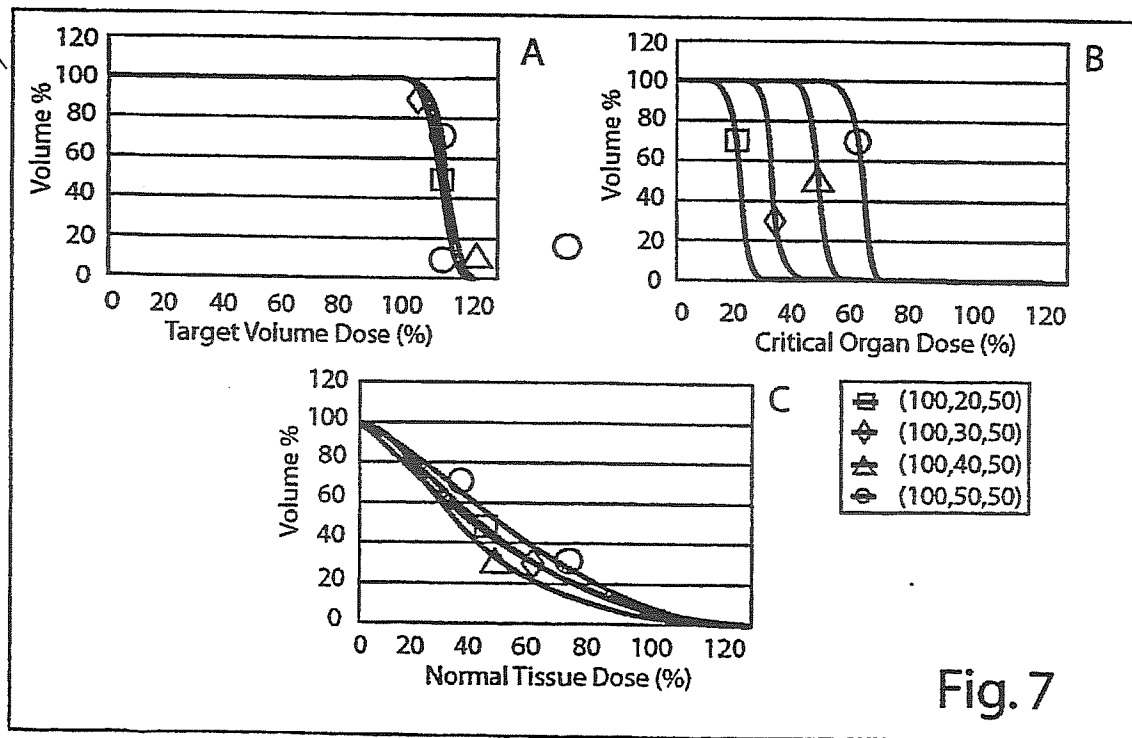 A
Volume %
120
100
80
60
40
20
0
0 20 40 60 80 100 120
Target Volume Dose (%)
B
Volume %
120
100
80
60
40
20
0
0 20 40 60 80 100 120
Critical Organ Dose (%)
C
Volume %
120
100
80
60
40
20
0
0 20 40 60 80 100 120
Normal Tissue Dose (%)
(100,20,50)
(100,30,50)
(100,40,50)
(100,50,50)
Fig. 7